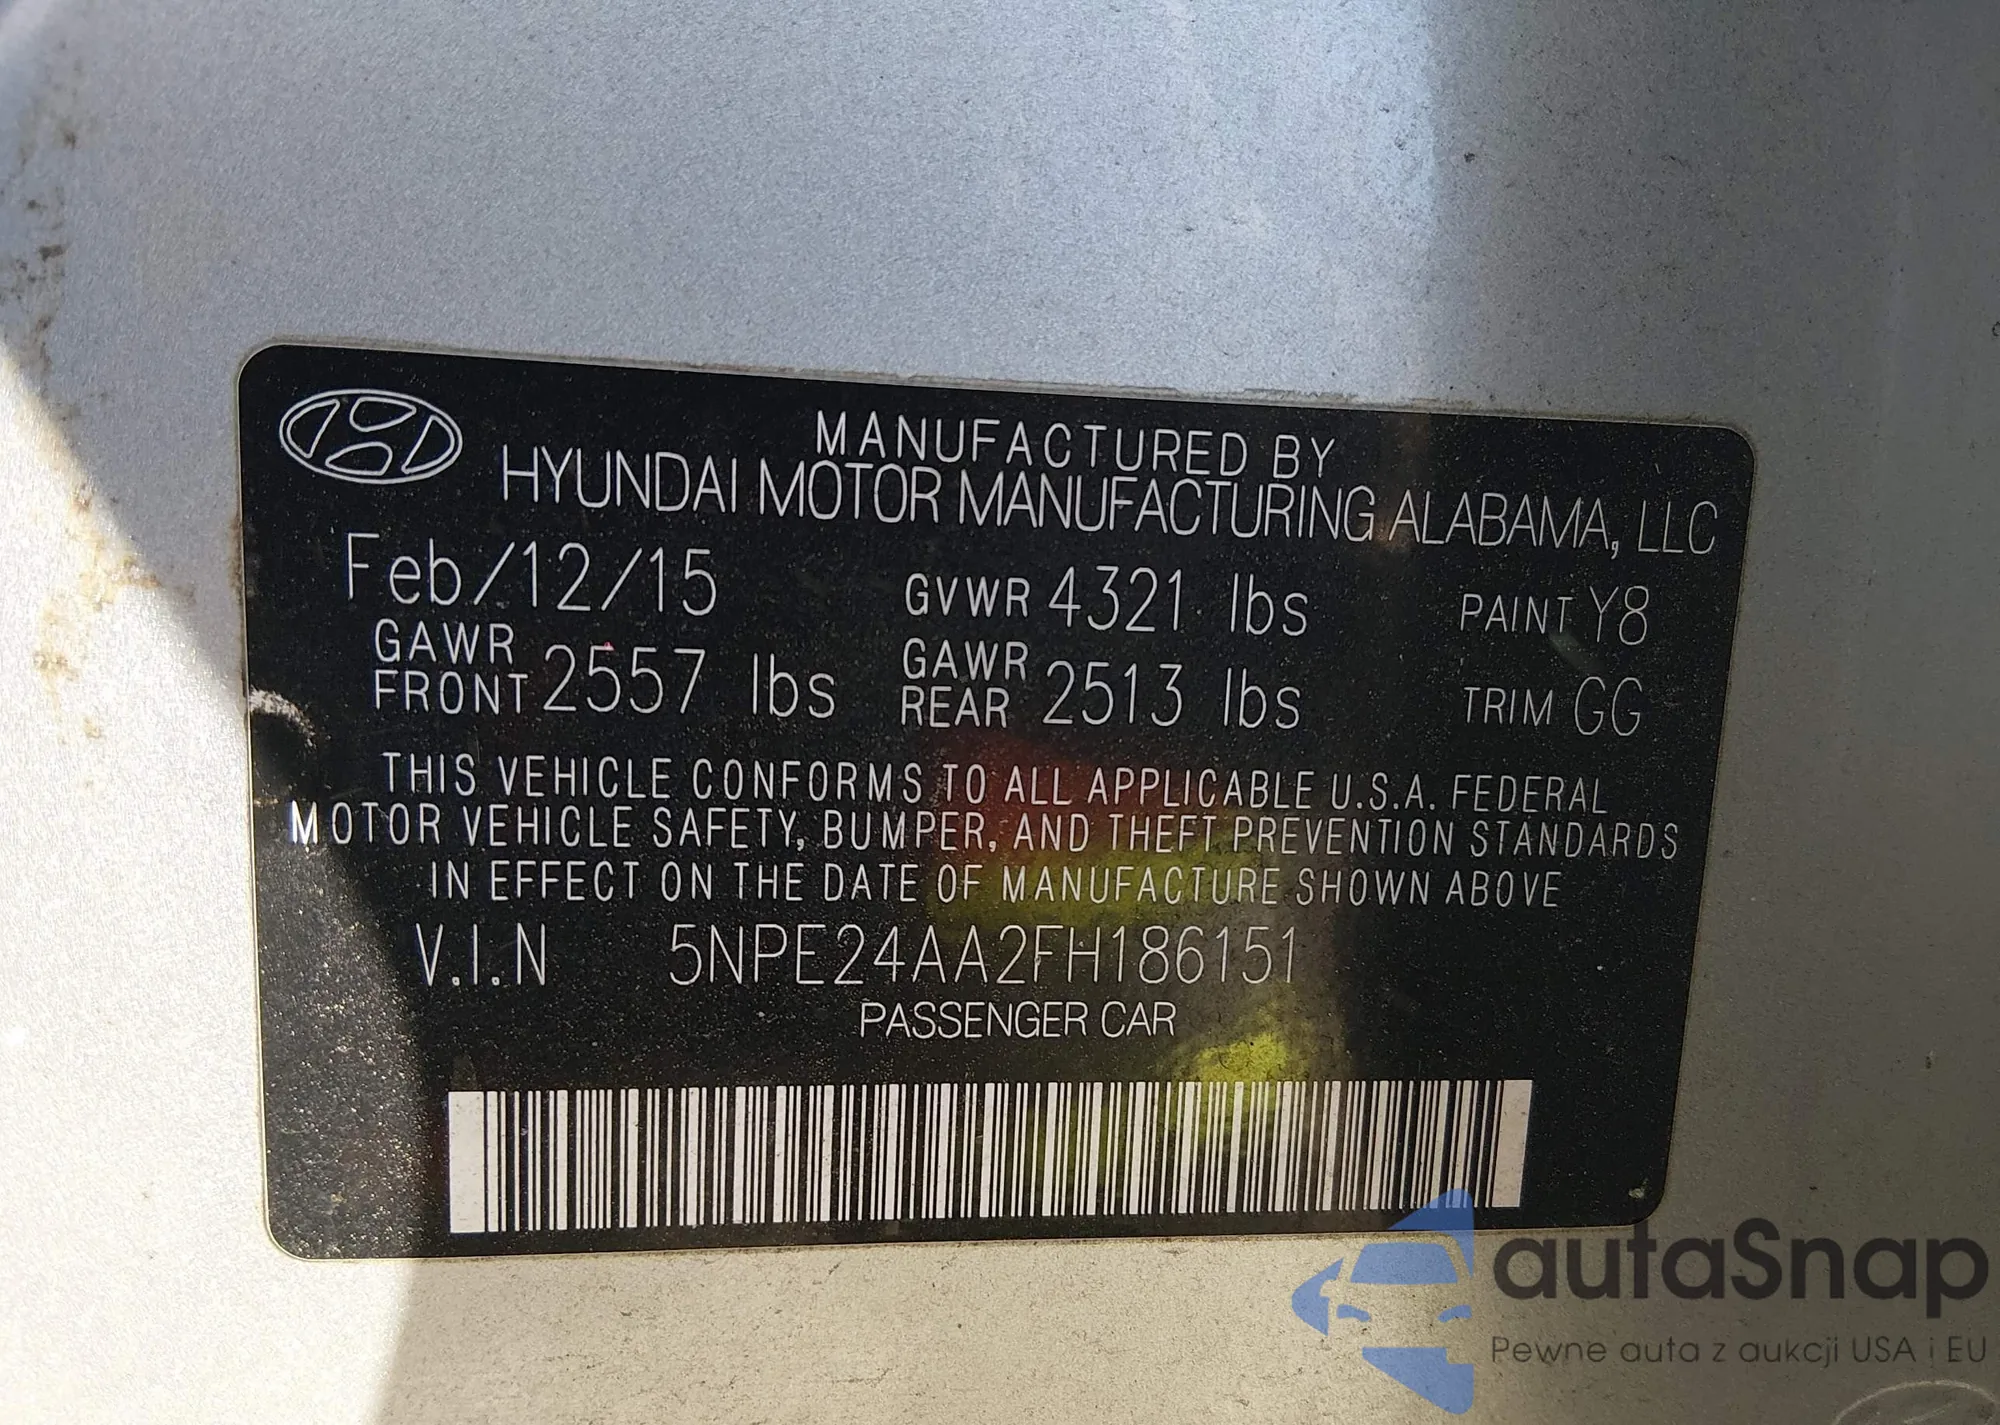 MANUFACTURED BY
HYUNDAI MOTOR MANUFACTURING ALABAMA, LLC
Feb/12/15 GVWR 4321 lbs PAINT Y8
GAWR FRONT 2557 lbs GAWR REAR 2513 lbs TRIM GG
THIS VEHICLE CONFORMS TO ALL APPLICABLE U.S.A. FEDERAL
MOTOR VEHICLE SAFETY, BUMPER, AND THEFT PREVENTION STANDARDS
IN EFFECT ON THE DATE OF MANUFACTURE SHOWN ABOVE
V.I.N 5NPE24AA2FH186151
PASSENGER CAR
autaSnap
Pewne auta z aukcji USA i EU